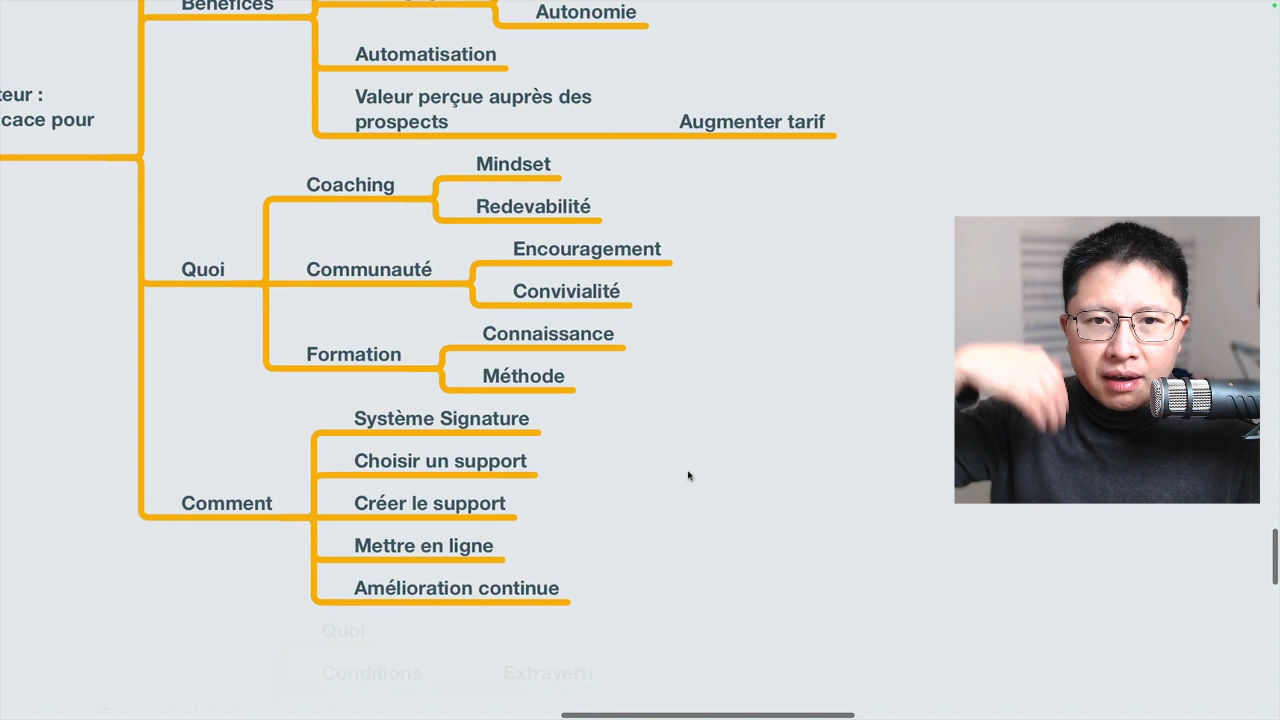 Bénéfices
Autonomie
Automatisation
teur :
cace pour
Valeur perçue auprès des
prospects
Augmenter tarif
Quoi
Coaching
Mindset
Redevabilité
Communauté
Encouragement
Convivialité
Formation
Connaissance
Méthode
Comment
Système Signature
Choisir un support
Créer le support
Mettre en ligne
Amélioration continue
Quoi
Conditions
Extraverti